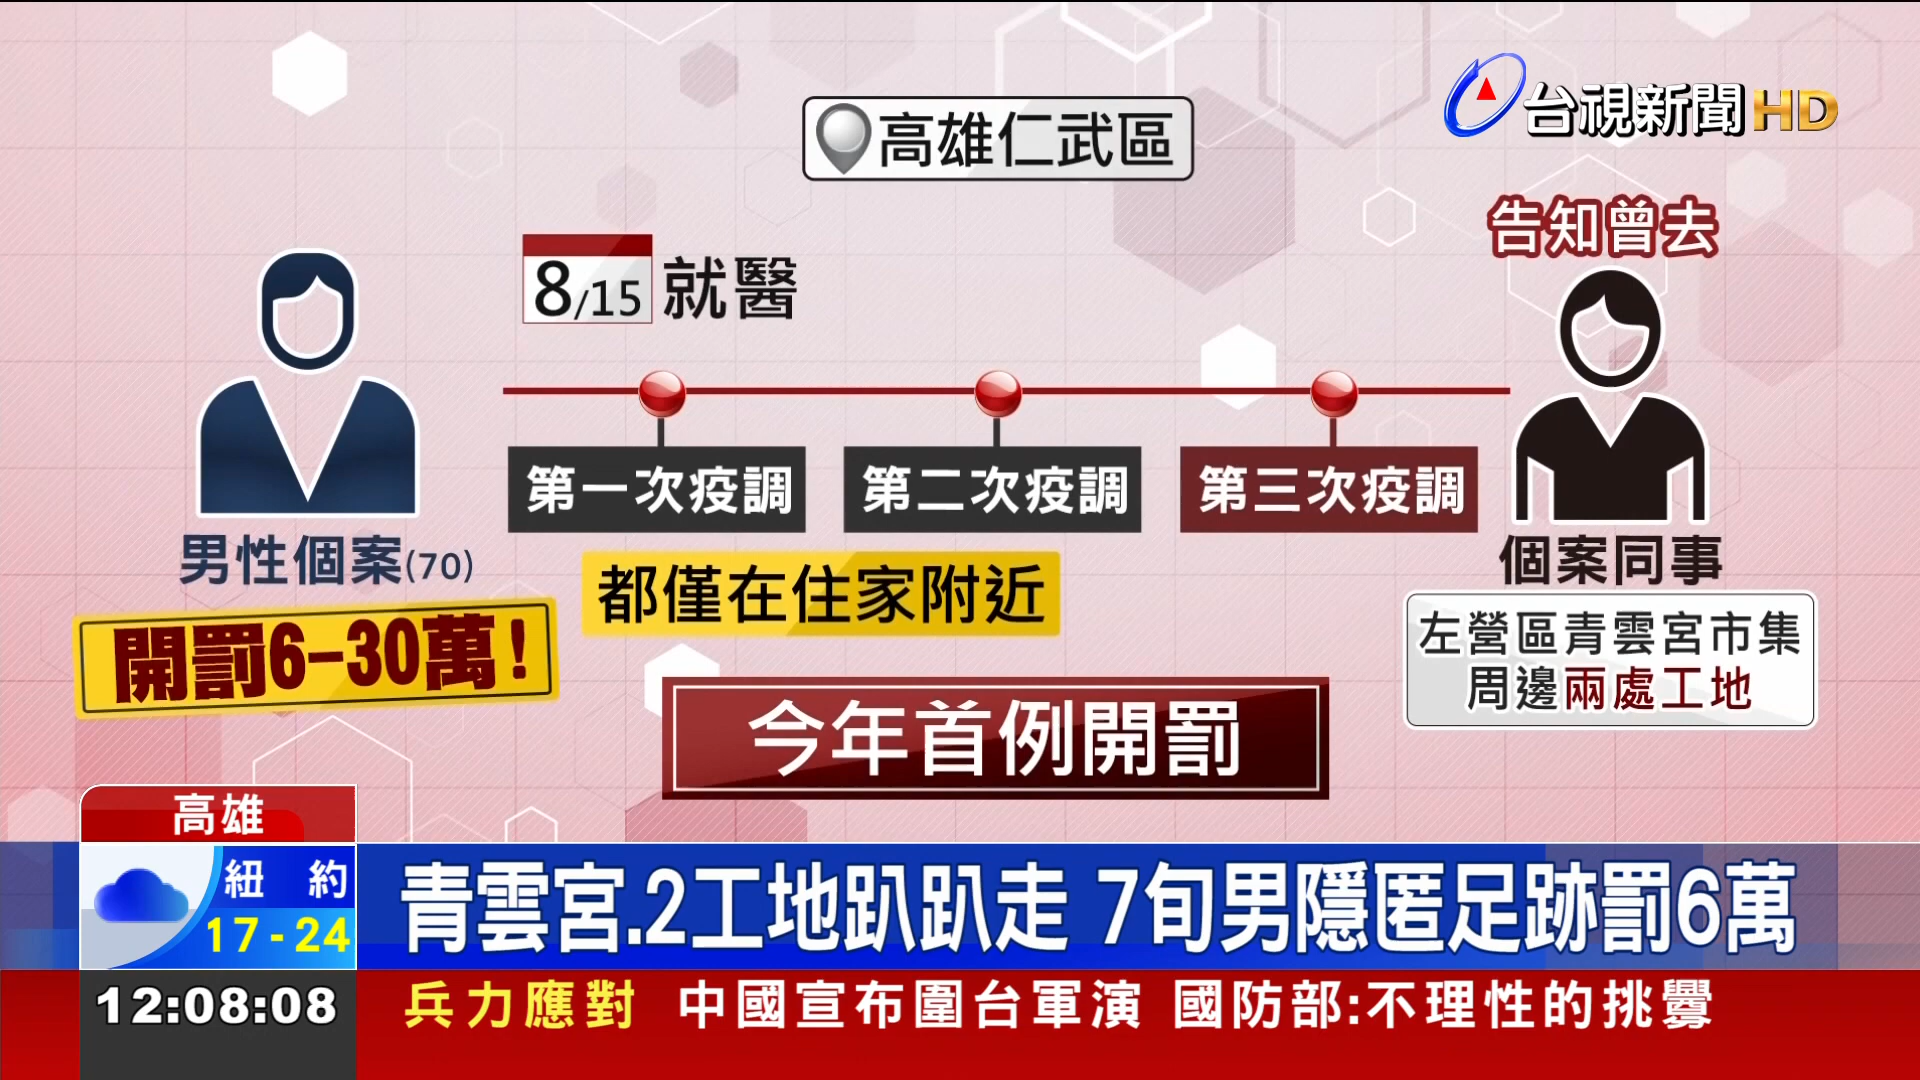 台視新聞HD
高雄仁武區
告知曾去
8/15 就醫
第一次疫調
第二次疫調
第三次疫調
男性個案(70)
個案同事
開罰6-30萬!
都僅在住家附近
左營區青雲宮市集
周邊兩處工地
今年首例開罰
高雄
紐約
17-24
青雲宮.2工地趴趴走 7旬男隱匿足跡罰6萬
12:08:08
兵力應對 中國宣布圍台軍演 國防部:不理性的挑釁